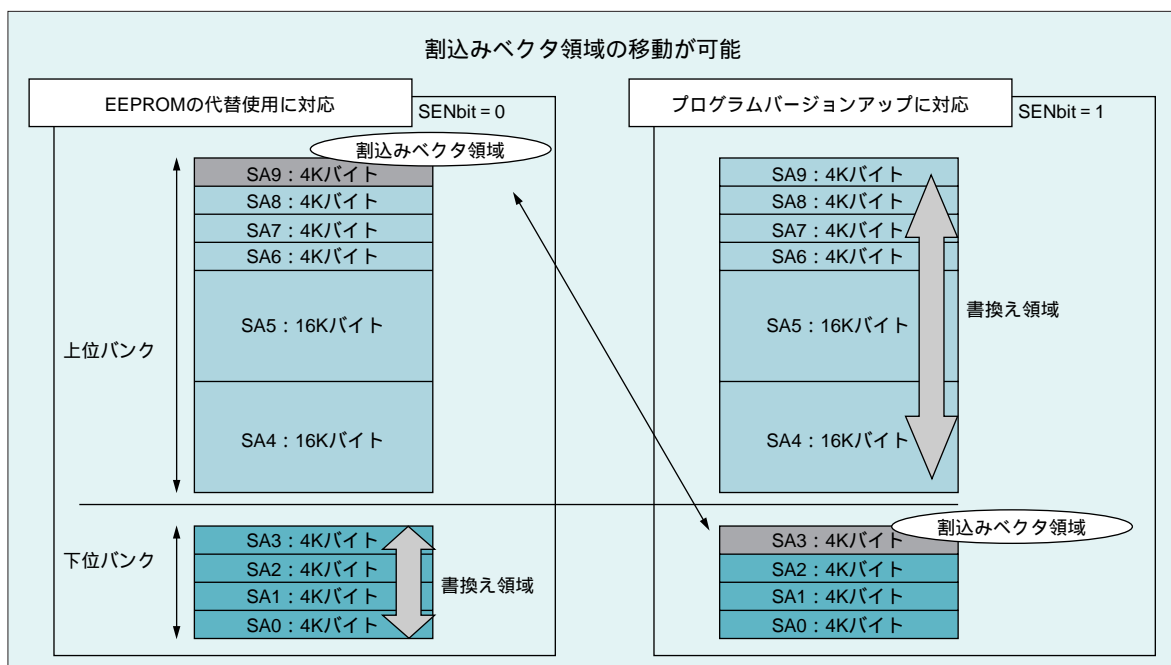 割込みベクタ領域の移動が可能
EEPROMの代替使用に対応
SENbit = 0
割込みベクタ領域
SA9：4Kバイト
SA8：4Kバイト
SA7：4Kバイト
SA6：4Kバイト
SA5：16Kバイト
SA4：16Kバイト
上位バンク
SA3：4Kバイト
SA2：4Kバイト
SA1：4Kバイト
SA0：4Kバイト
下位バンク
書換え領域
プログラムバージョンアップに対応
SENbit = 1
SA9：4Kバイト
SA8：4Kバイト
SA7：4Kバイト
SA6：4Kバイト
SA5：16Kバイト
SA4：16Kバイト
書換え領域
割込みベクタ領域
SA3：4Kバイト
SA2：4Kバイト
SA1：4Kバイト
SA0：4Kバイト